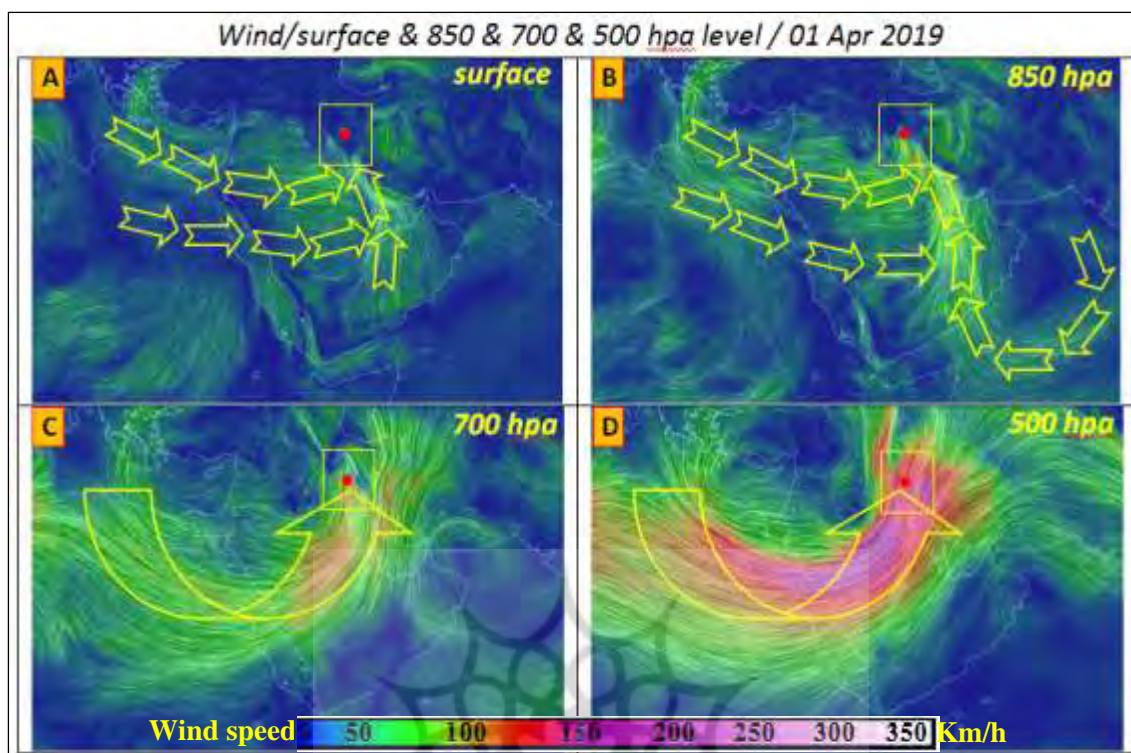 Wind/surface & 850 & 700 & 500 hpa level / 01 Apr 2019
A surface
B 850 hpa
C 700 hpa
D 500 hpa
Wind speed 50 100 150 200 250 300 350 Km/h